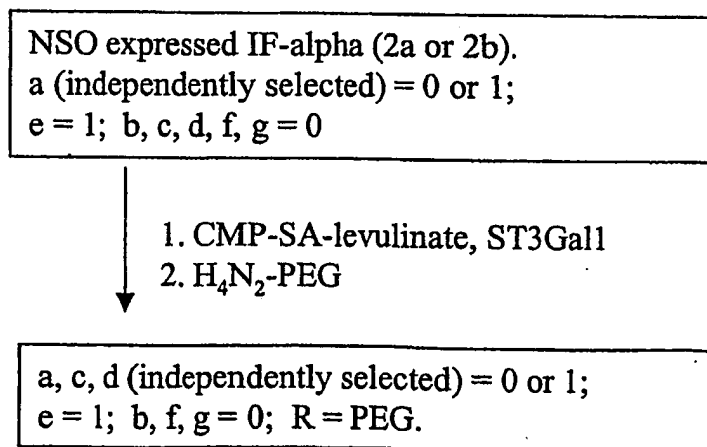 NSO expressed IF-alpha (2a or 2b).
a (independently selected) = 0 or 1;
e = 1; b, c, d, f, g = 0
1. CMP-SA-levulinate, ST3Gal1
2. H₄N₂-PEG
a, c, d (independently selected) = 0 or 1;
e = 1; b, f, g = 0; R = PEG.